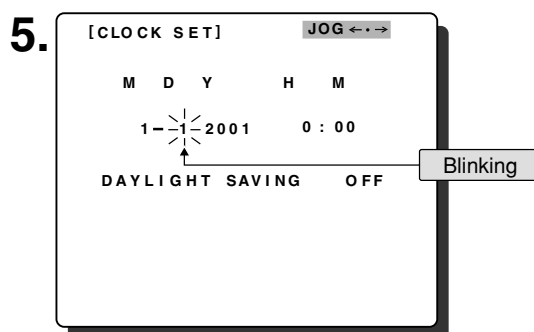 5.
[CLOCK SET] JOG ←·→
M D Y H M
1-1-2001 0:00
Blinking
DAYLIGHT SAVING OFF